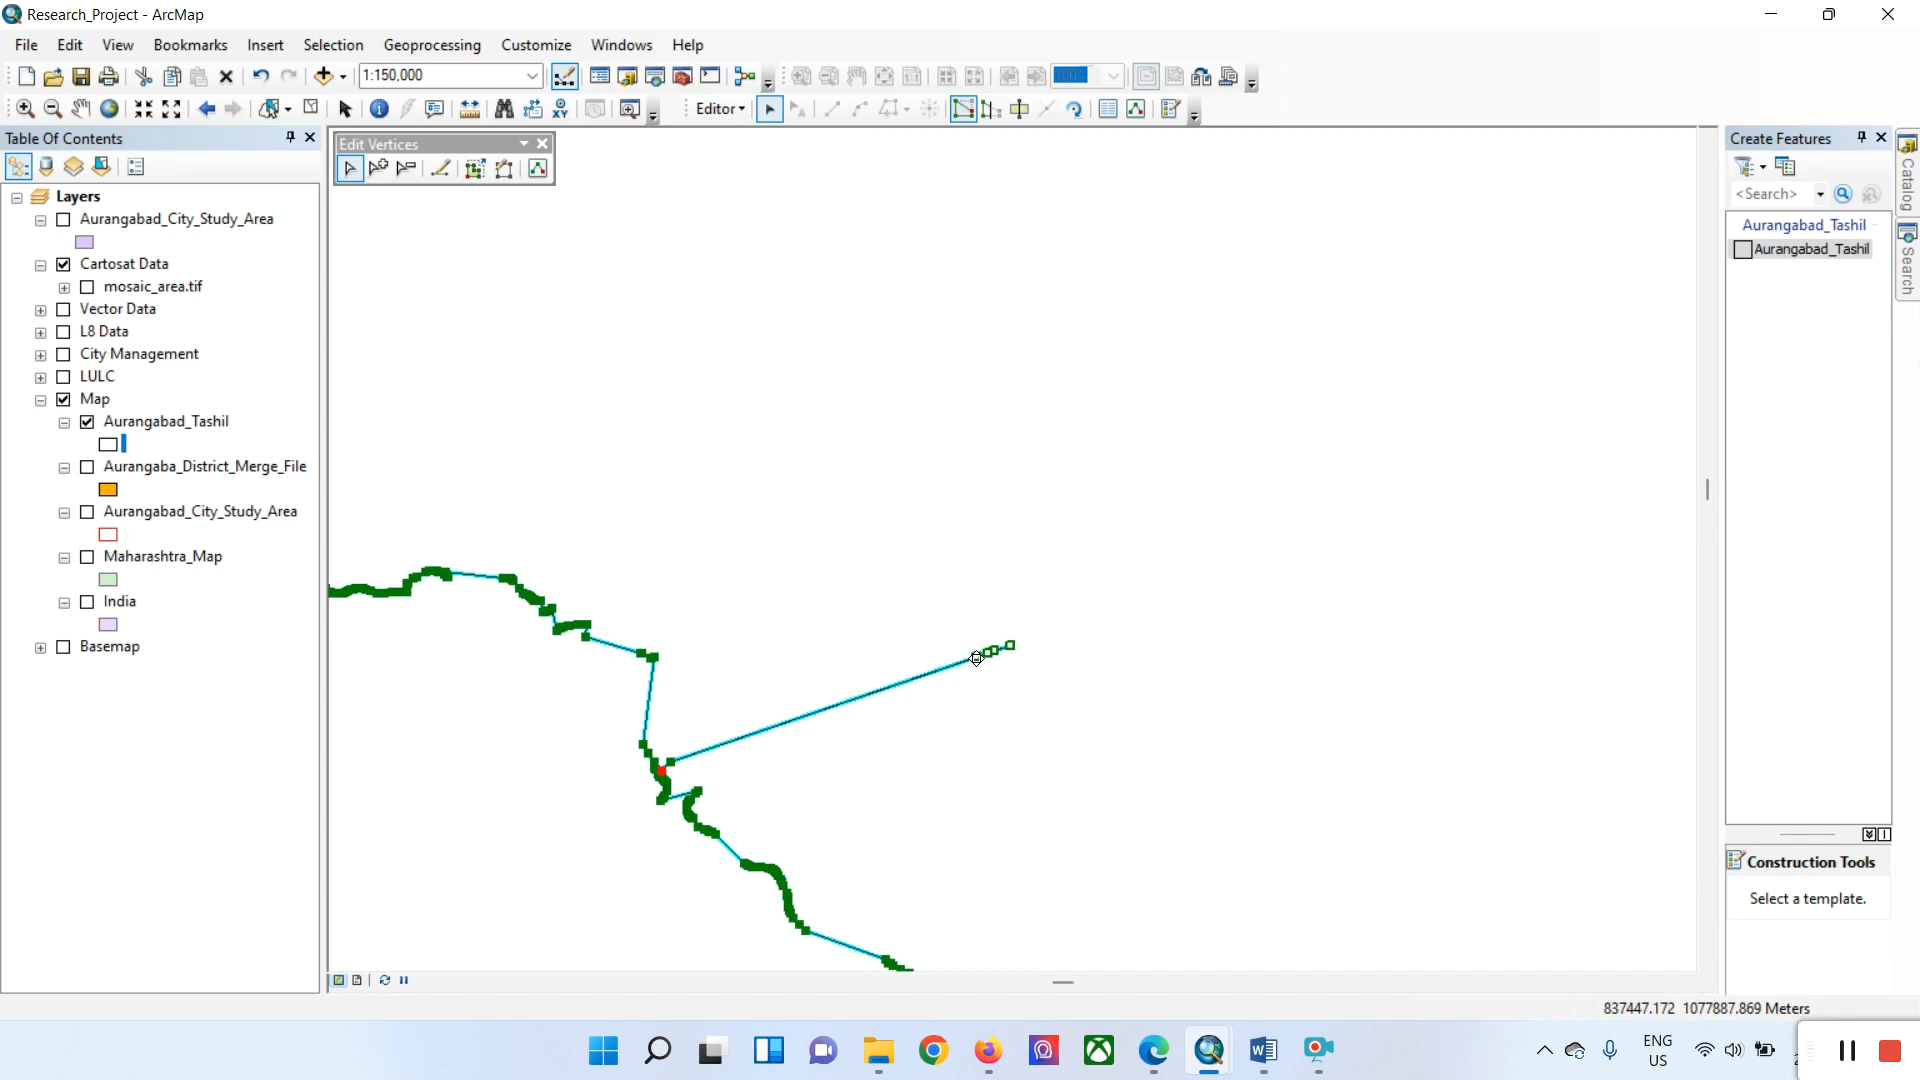 Research_Project - ArcMap
File Edit View Bookmarks Insert Selection Geoprocessing Customize Windows Help
1:150,000
100%
Editor
Table Of Contents
Layers
Aurangabad_City_Study_Area
Cartosat Data
mosaic_area.tif
Vector Data
L8 Data
City Management
LULC
Map
Aurangabad_Tashil
Aurangaba_District_Merge_File
Aurangabad_City_Study_Area
Maharashtra_Map
India
Basemap
Edit Vertices
Create Features
<Search>
Aurangabad_Tashil
Aurangabad_Tashil
Construction Tools
Select a template.
Catalog
Search
837447.172 1077887.869 Meters
ENG
US